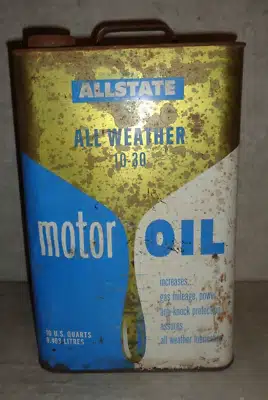 ALLSTATE
ALL WEATHER
10-30
motor OIL
increases...
gas mileage, power,
anti-knock protection
assures
all weather lubrication
10 U.S. QUARTS
9.463 LITRES